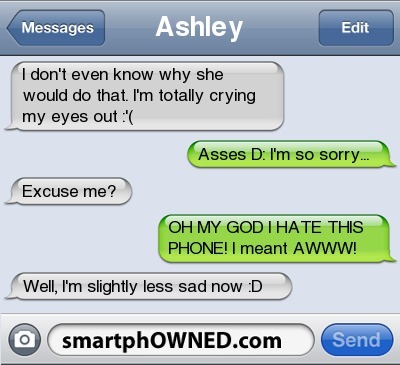 Messages
Ashley
Edit
I don't even know why she
would do that. I'm totally crying
my eyes out :'(
Asses D: I'm so sorry...
Excuse me?
OH MY GOD I HATE THIS
PHONE! I meant AWWW!
Well, I'm slightly less sad now :D
smartphOWNED.com
Send